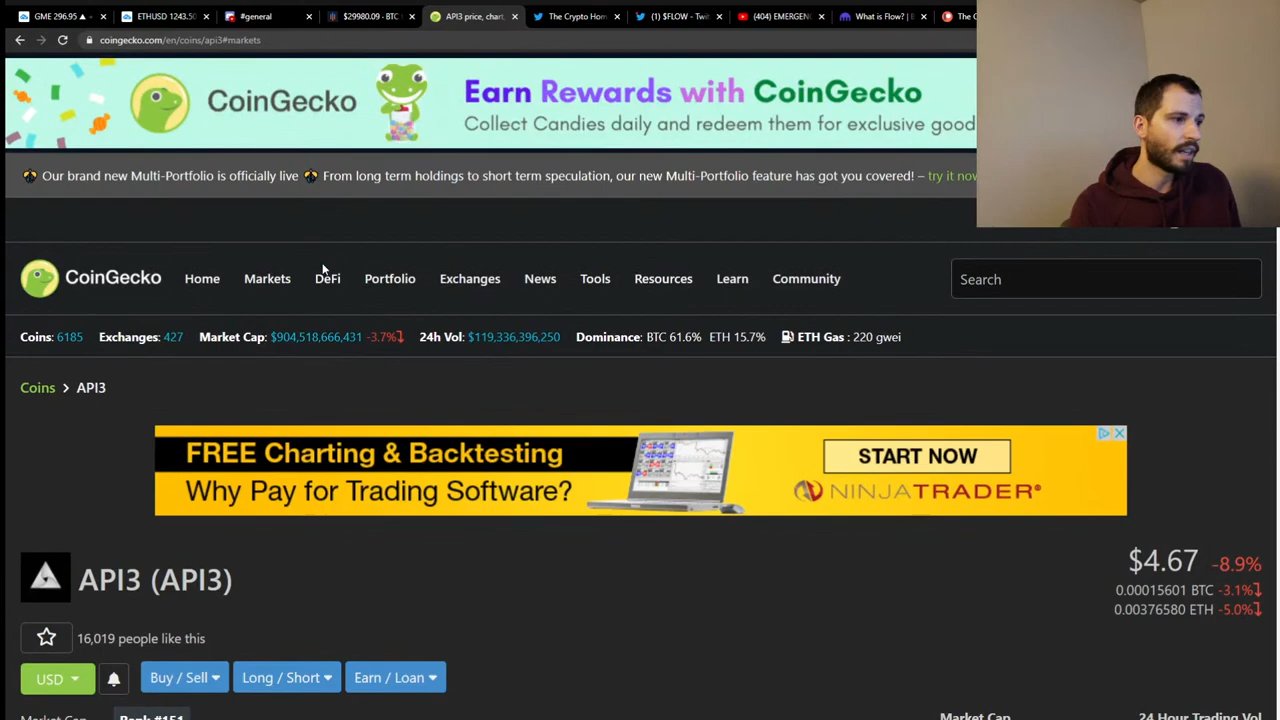 GME 296.95
ETHUSD 1243.50
#general
$29980.09 - BTC
API3 price, chart,
The Crypto Hom
(1) $FLOW - Twit
(404) EMERGEN
What is Flow? | B
The C
coingecko.com/en/coins/api3#markets
CoinGecko
Earn Rewards with CoinGecko
Collect Candies daily and redeem them for exclusive good
Our brand new Multi-Portfolio is officially live From long term holdings to short term speculation, our new Multi-Portfolio feature has got you covered! – try it now
CoinGecko Home Markets DeFi Portfolio Exchanges News Tools Resources Learn Community Search
Coins: 6185 Exchanges: 427 Market Cap: $904,518,666,431 -3.7% 24h Vol: $119,336,396,250 Dominance: BTC 61.6% ETH 15.7% ETH Gas: 220 gwei
Coins > API3
FREE Charting & Backtesting
Why Pay for Trading Software?
START NOW
NINJATRADER®
API3 (API3)
$4.67 -8.9%
0.00015601 BTC -3.1%
0.00376580 ETH -5.0%
16,019 people like this
USD Buy / Sell Long / Short Earn / Loan
Market Cap Rank #151
Market Cap
24 Hour Trading Vol